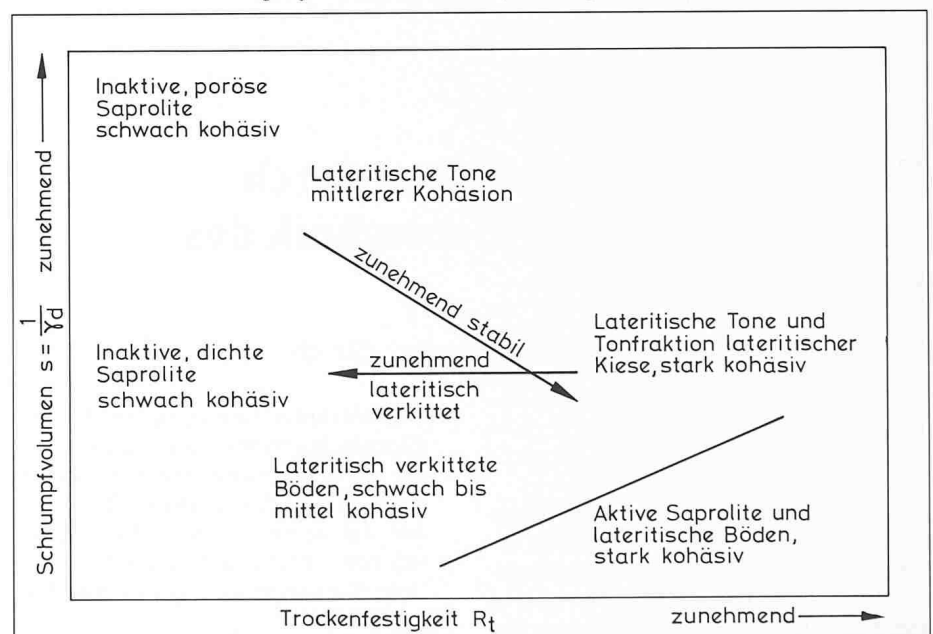 Inaktive, poröse
Saprolite
schwach kohäsiv
Lateritische Tone
mittlerer Kohäsion
zunehmend stabil
zunehmend
lateritisch
verkittet
Lateritische Tone und
Tonfraktion lateritischer
Kiese, stark kohäsiv
Inaktive, dichte
Saprolite
schwach kohäsiv
Lateritisch verkittete
Böden, schwach bis
mittel kohäsiv
Aktive Saprolite und
lateritische Böden,
stark kohäsiv
Schrumpfvolumen s = 1/γd zunehmend
Trockenfestigkeit Rt zunehmend